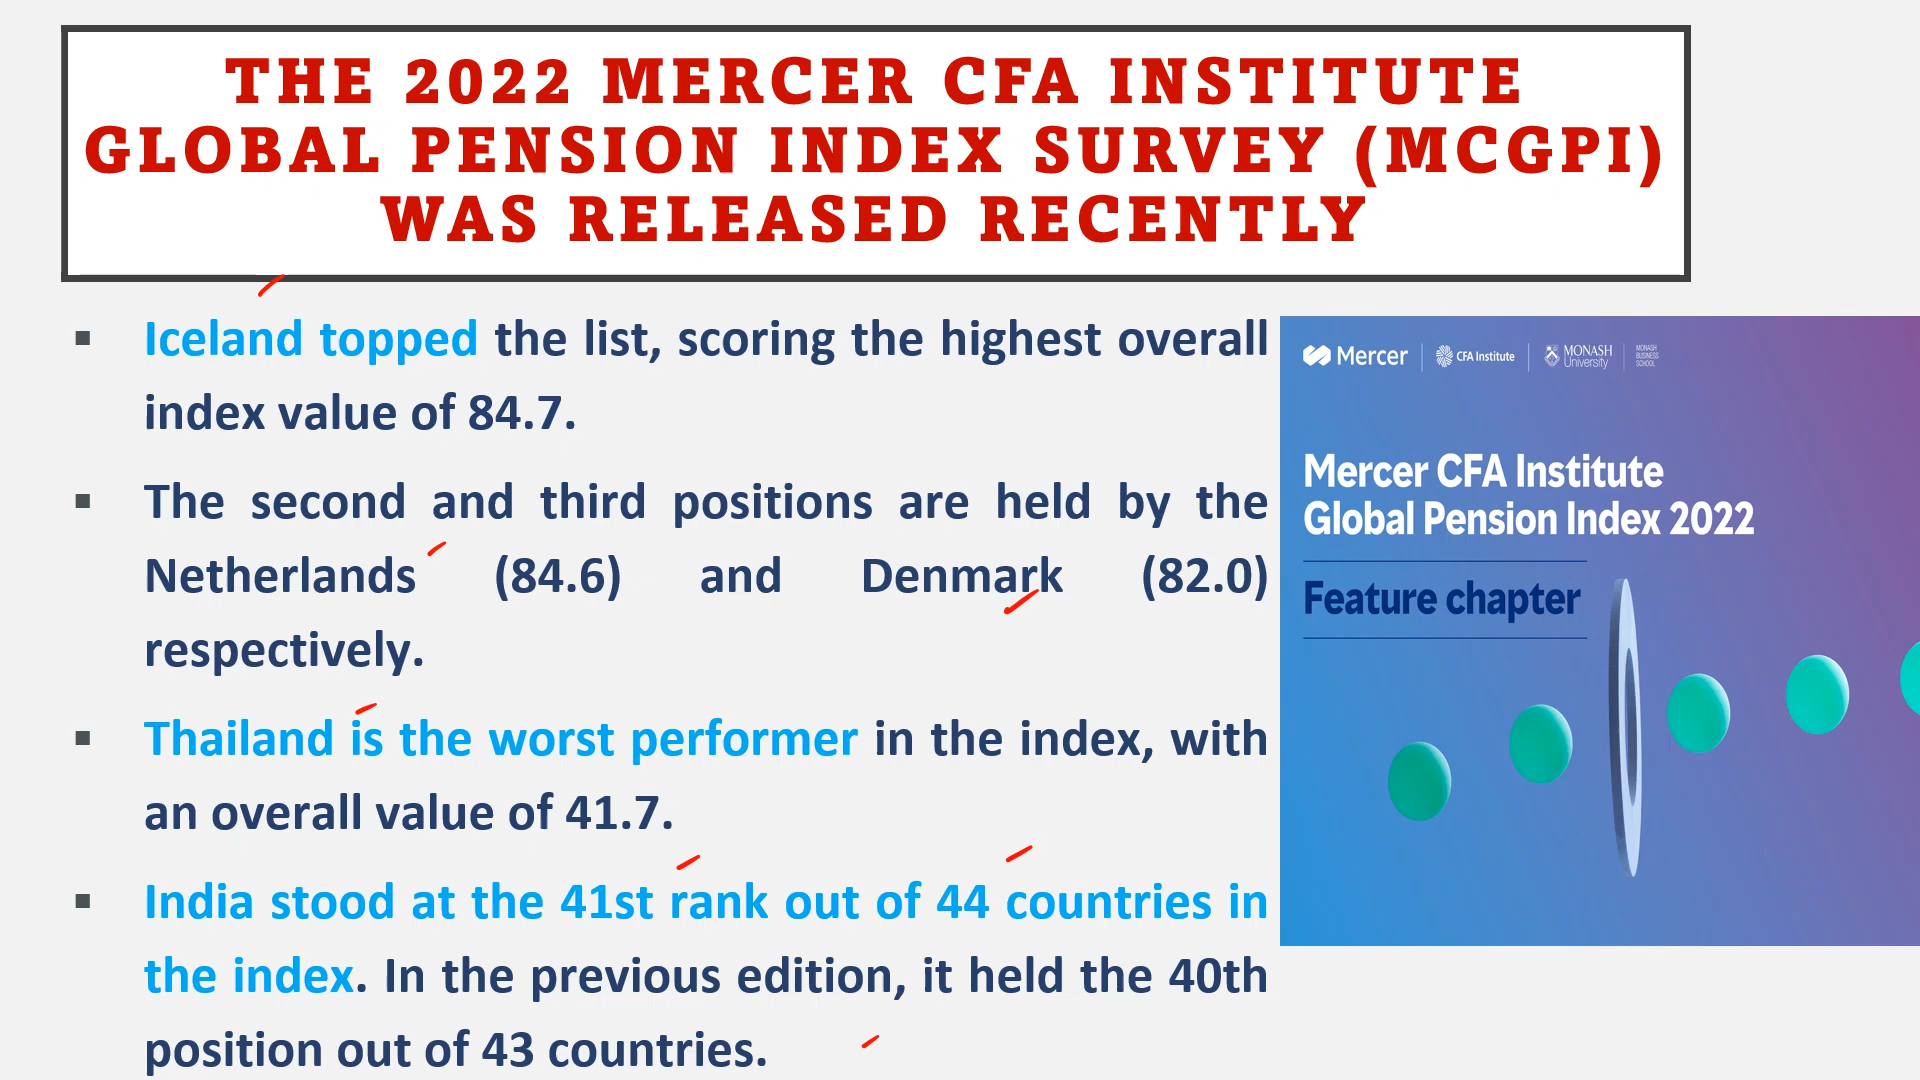 THE 2022 MERCER CFA INSTITUTE
GLOBAL PENSION INDEX SURVEY (MCGPI)
WAS RELEASED RECENTLY
Iceland topped the list, scoring the highest overall
index value of 84.7.
The second and third positions are held by the
Netherlands (84.6) and Denmark (82.0)
respectively.
Thailand is the worst performer in the index, with
an overall value of 41.7.
India stood at the 41st rank out of 44 countries in
the index. In the previous edition, it held the 40th
position out of 43 countries.
Mercer CFA Institute MONASH University MONASH BUSINESS SCHOOL
Mercer CFA Institute
Global Pension Index 2022
Feature chapter